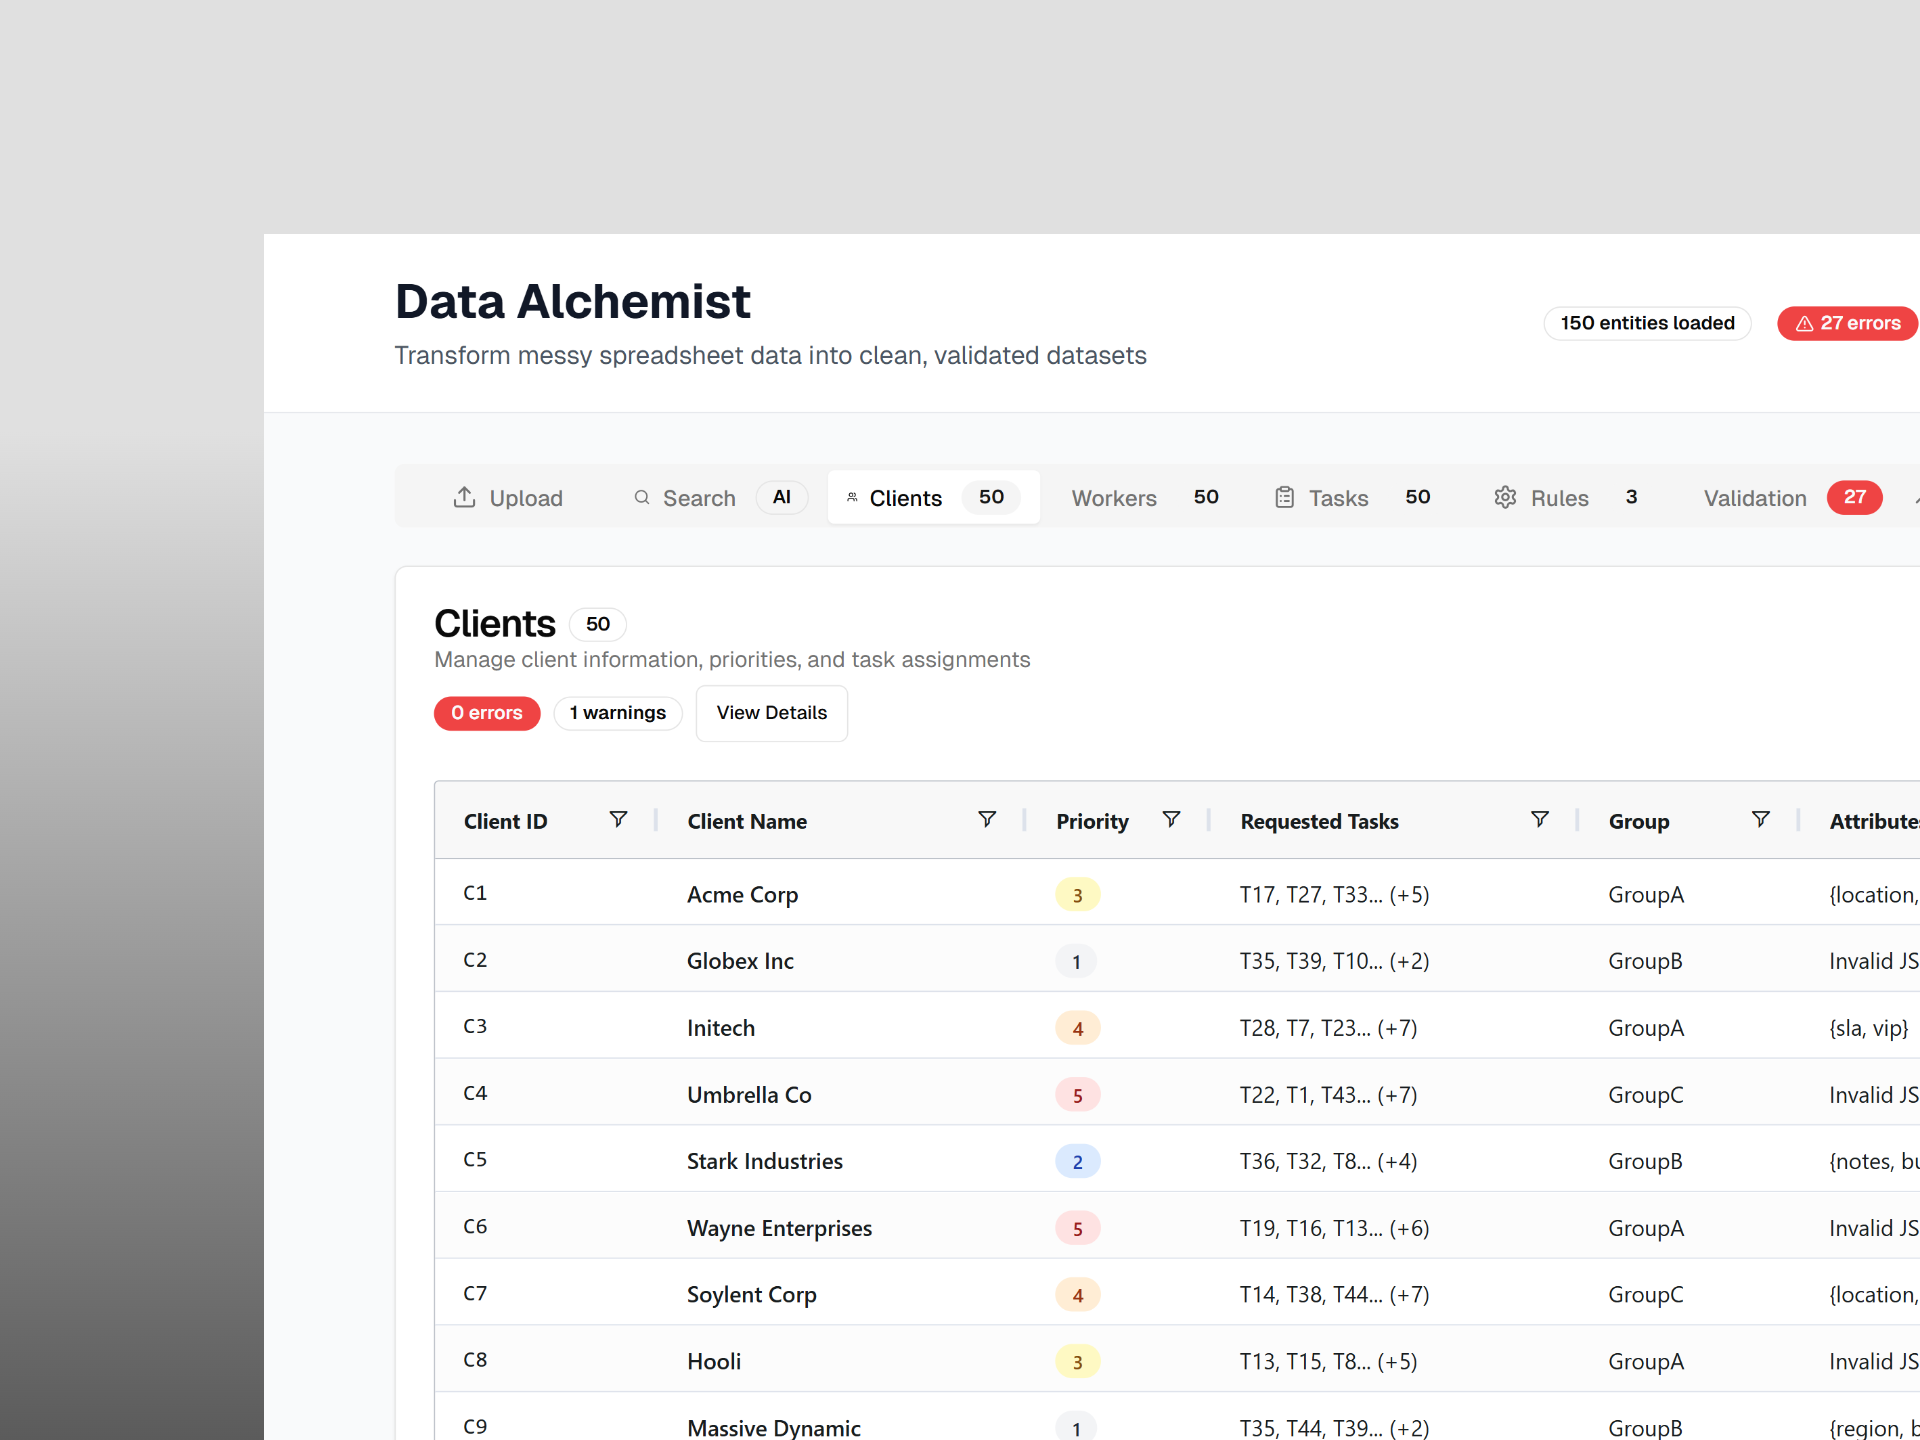 Data Alchemist
Transform messy spreadsheet data into clean, validated datasets
150 entities loaded
27 errors
Upload Search AI Clients 50 Workers 50 Tasks 50 Rules 3 Validation 27
Clients 50
Manage client information, priorities, and task assignments
0 errors 1 warnings View Details
Client ID Client Name Priority Requested Tasks Group Attributes
C1 Acme Corp 3 T17, T27, T33... (+5) GroupA {location,
C2 Globex Inc 1 T35, T39, T10... (+2) GroupB Invalid JS
C3 Initech 4 T28, T7, T23... (+7) GroupA {sla, vip}
C4 Umbrella Co 5 T22, T1, T43... (+7) GroupC Invalid JS
C5 Stark Industries 2 T36, T32, T8... (+4) GroupB {notes, bu
C6 Wayne Enterprises 5 T19, T16, T13... (+6) GroupA Invalid JS
C7 Soylent Corp 4 T14, T38, T44... (+7) GroupC {location,
C8 Hooli 3 T13, T15, T8... (+5) GroupA Invalid JS
C9 Massive Dynamic 1 T35, T44, T39... (+2) GroupB {region, b